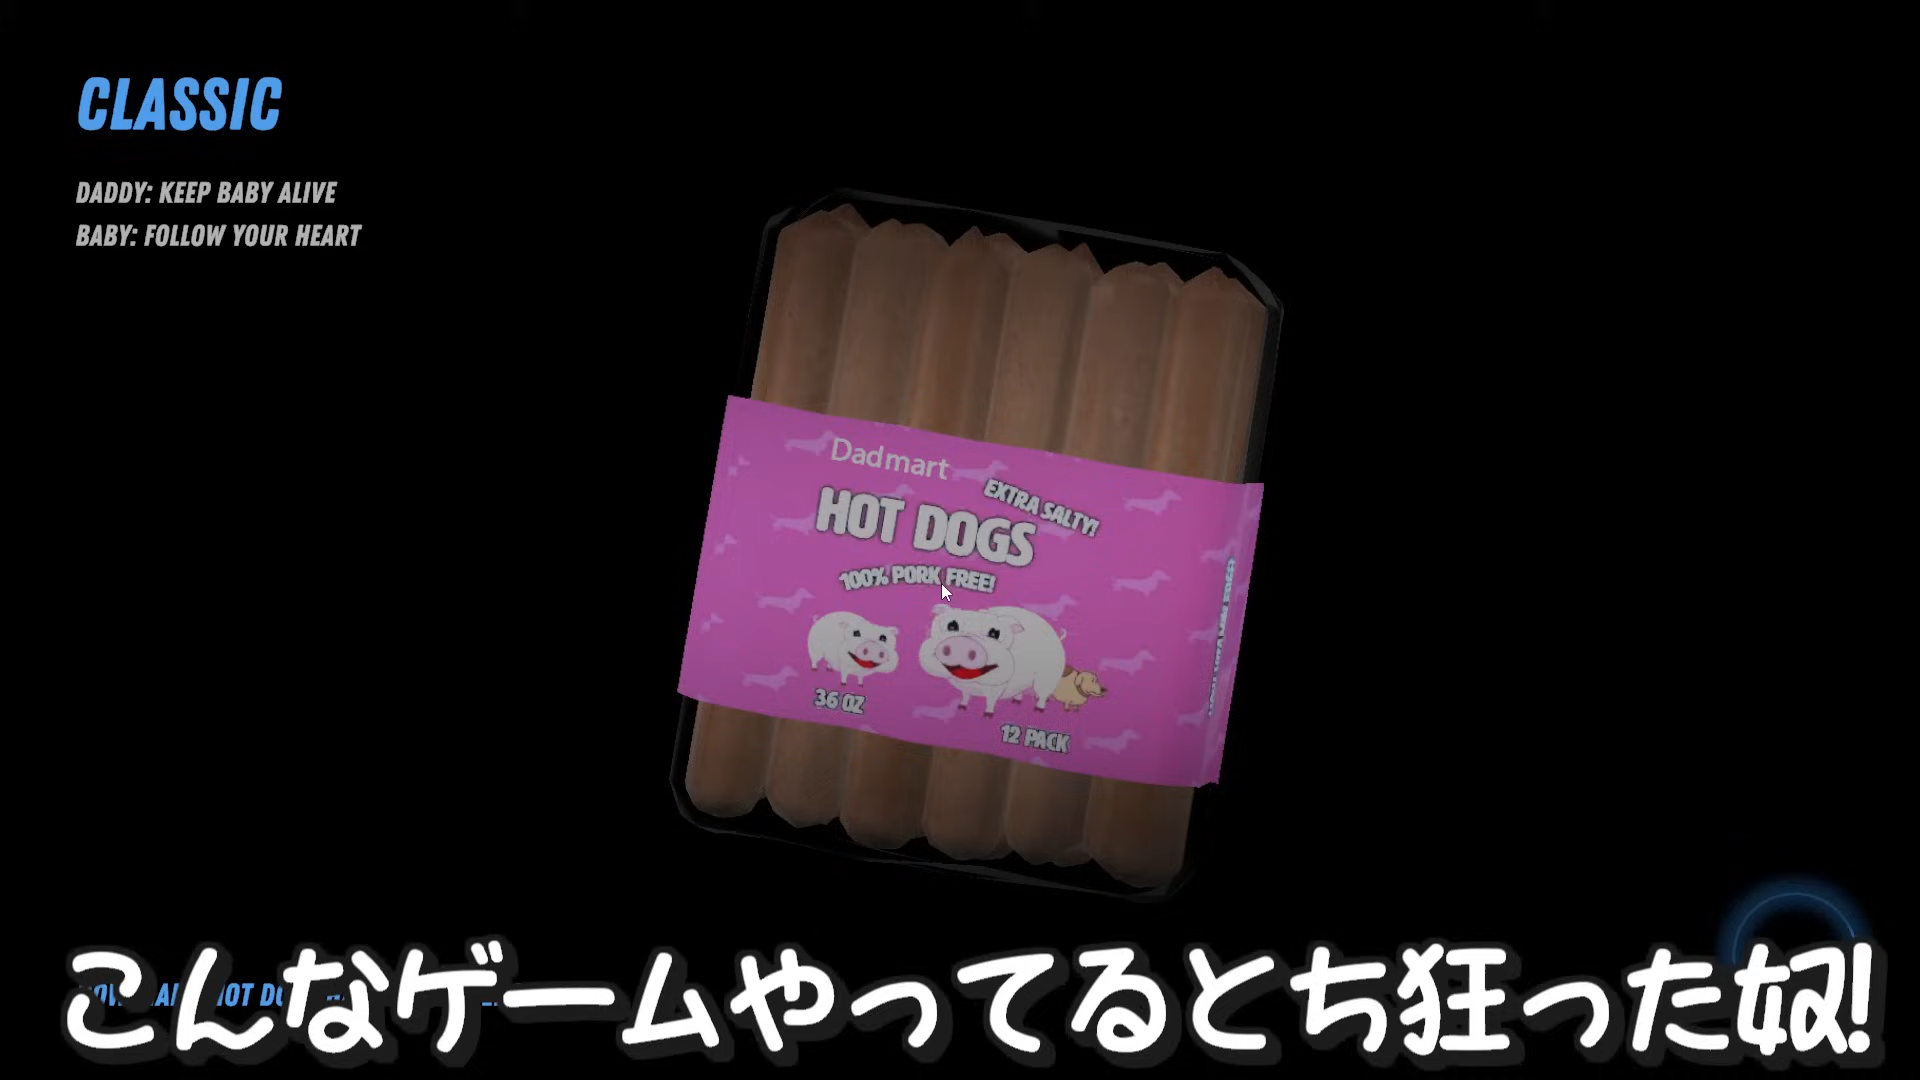 CLASSIC
DADDY: KEEP BABY ALIVE
BABY: FOLLOW YOUR HEART
Dadmart
EXTRA SALTY!
HOT DOGS
100% PORK FREE!
36 OZ
12 PACK
HOT
こんなゲームやってるとち狂った奴!